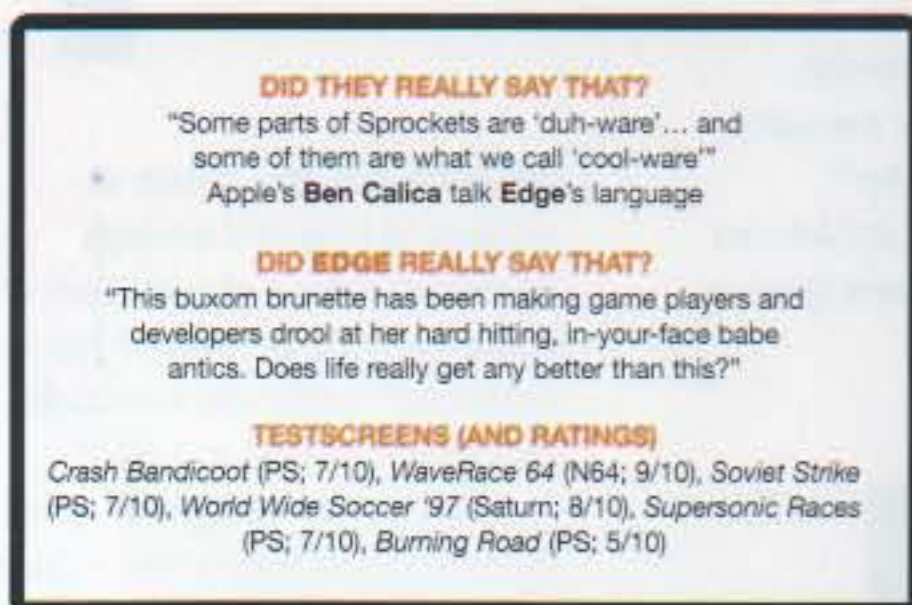 DID THEY REALLY SAY THAT?
“Some parts of Sprockets are ‘duh-ware’... and
some of them are what we call ‘cool-ware’”
Apple’s Ben Calica talk Edge’s language
DID EDGE REALLY SAY THAT?
“This buxom brunette has been making game players and
developers drool at her hard hitting, in-your-face babe
antics. Does life really get any better than this?”
TESTSCREENS (AND RATINGS)
Crash Bandicoot (PS; 7/10), WaveRace 64 (N64; 9/10), Soviet Strike
(PS; 7/10), World Wide Soccer ’97 (Saturn; 8/10), Supersonic Races
(PS; 7/10), Burning Road (PS; 5/10)